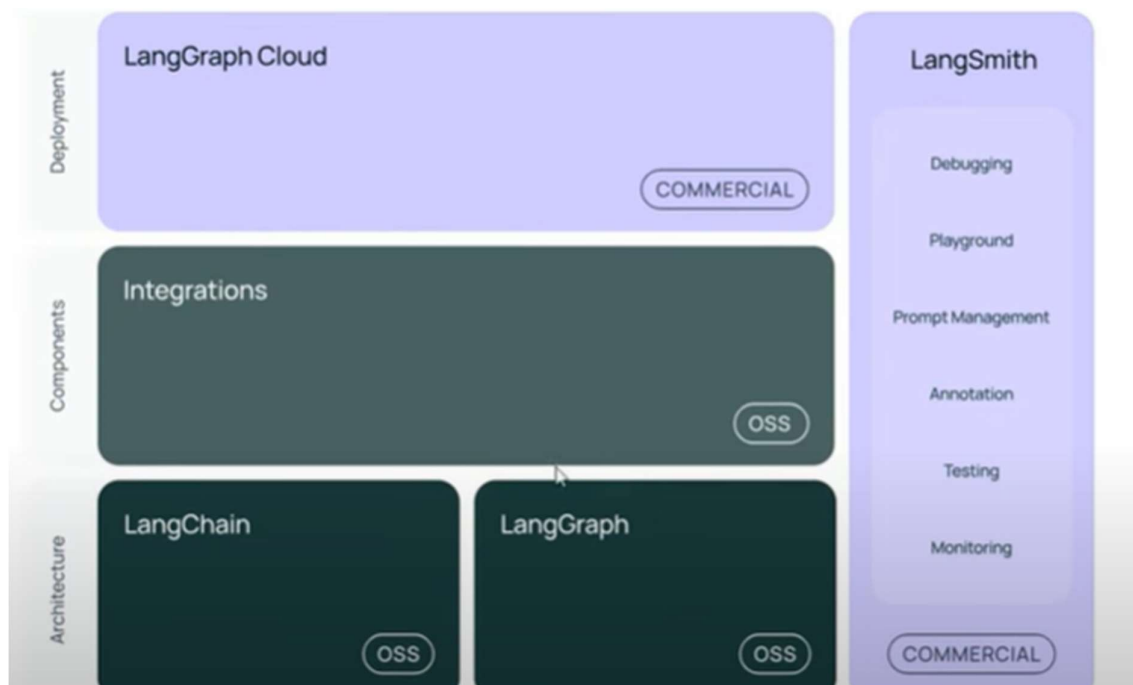 Deployment
LangGraph Cloud
COMMERCIAL
Components
Integrations
OSS
Architecture
LangChain
OSS
LangGraph
OSS
LangSmith
Debugging
Playground
Prompt Management
Annotation
Testing
Monitoring
COMMERCIAL